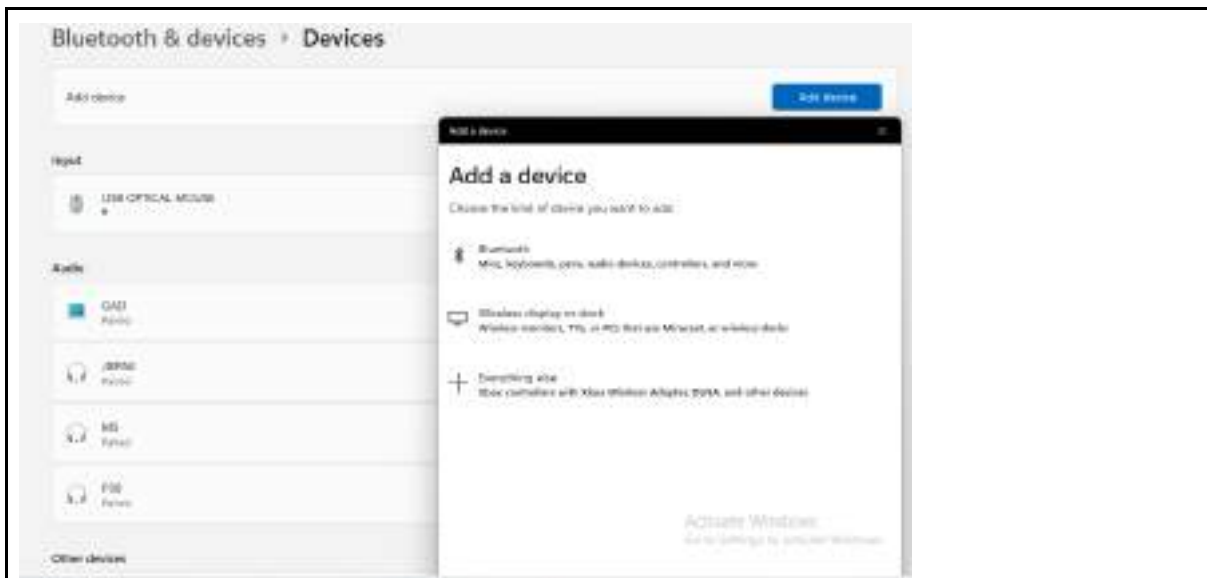 Bluetooth & devices › Devices
Add device
Add device
Add a device
Input
Add a device
USB OPTICAL MOUSE
Choose the kind of device you want to add
Bluetooth
Mice, keyboards, pens, audio devices, controllers, and more
Audio
Paired
Wireless display or dock
Wireless monitors, TVs, or PCs that use Miracast, or wireless docks
Paired
Everything else
Xbox controllers with Xbox Wireless Adapter, DLNA, and other devices
M5
Paired
Paired
Activate Windows
Go to Settings to activate Windows.
Other devices